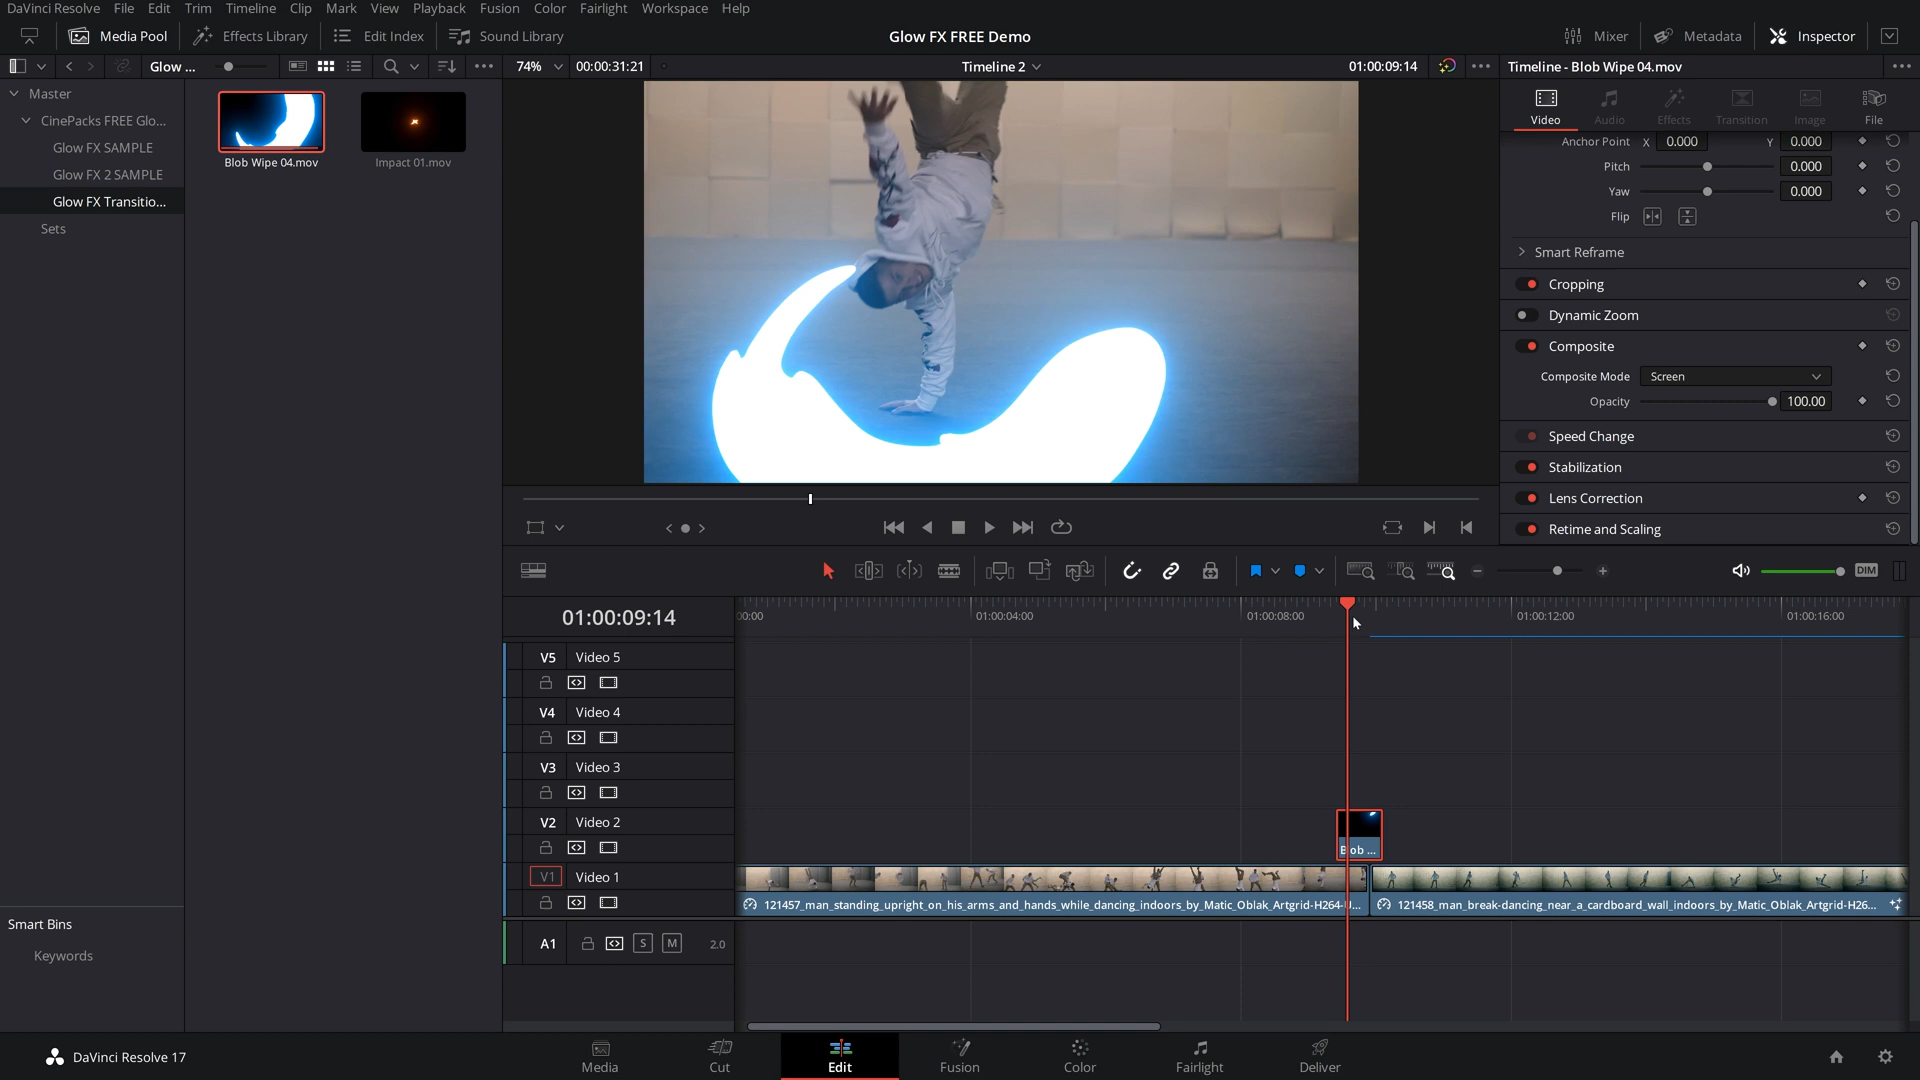 DaVinci Resolve File Edit Trim Timeline Clip Mark View Playback Fusion Color Fairlight Workspace Help
Media Pool Effects Library Edit Index Sound Library Glow FX FREE Demo Mixer Metadata Inspector
Glow ... 74% 00:00:31:21 Timeline 2 01:00:09:14 Timeline - Blob Wipe 04.mov
Master
CinePacks FREE Glo...
Glow FX SAMPLE
Glow FX 2 SAMPLE
Glow FX Transitio...
Sets
Blob Wipe 04.mov Impact 01.mov
Video Audio Effects Transition Image File
Anchor Point X 0.000 Y 0.000
Pitch 0.000
Yaw 0.000
Flip
Smart Reframe
Cropping
Dynamic Zoom
Composite
Composite Mode Screen
Opacity 100.00
Speed Change
Stabilization
Lens Correction
Retime and Scaling
DIM
01:00:09:14 00:00 01:00:04:00 01:00:08:00 01:00:12:00 01:00:16:00
V5 Video 5
V4 Video 4
V3 Video 3
V2 Video 2
Blob ...
V1 Video 1
121457_man_standing_upright_on_his_arms_and_hands_while_dancing_indoors_by_Matic_Oblak_Artgrid-H264-... 121458_man_break-dancing_near_a_cardboard_wall_indoors_by_Matic_Oblak_Artgrid-H26...
A1 S M 2.0
Smart Bins
Keywords
DaVinci Resolve 17 Media Cut Edit Fusion Color Fairlight Deliver